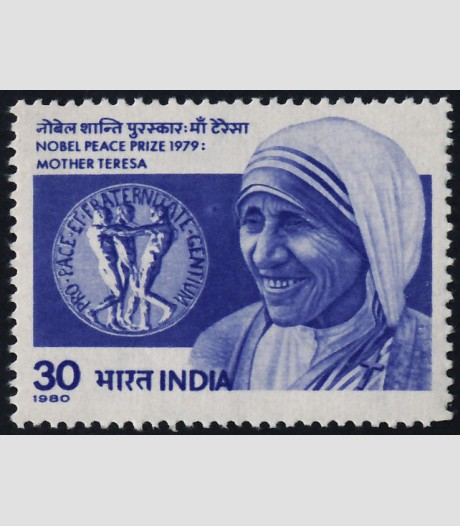 नोबेल शान्ति पुरस्कार: माँ टेरेसा
NOBEL PEACE PRIZE 1979:
MOTHER TERESA
PRO·PACE·ET·FRATERNITATE·GENTIUM
30 भारत INDIA
1980